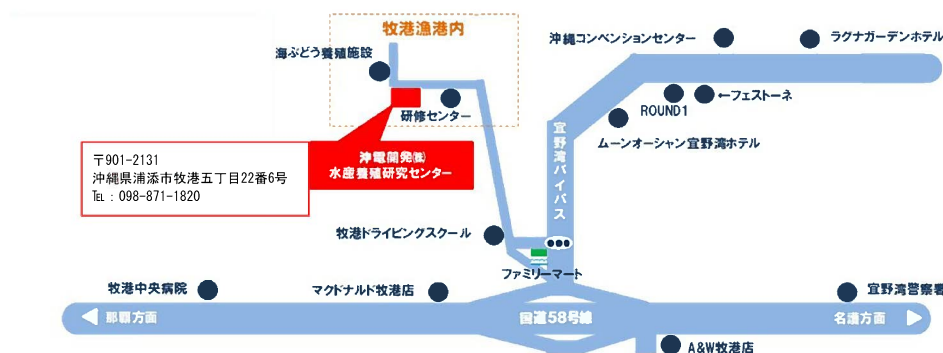 牧港漁港内
海ぶどう養殖施設
研修センター
沖電開発㈱
水産養殖研究センター
〒901-2131
沖縄県浦添市牧港五丁目22番6号
℡：098-871-1820
沖縄コンベンションセンター
ラグナガーデンホテル
←フェストーネ
ROUND1
ムーンオーシャン宜野湾ホテル
宜野湾バイパス
牧港ドライビングスクール
ファミリーマート
牧港中央病院
マクドナルド牧港店
宜野湾警察署
那覇方面
国道58号線
名護方面
A&W牧港店